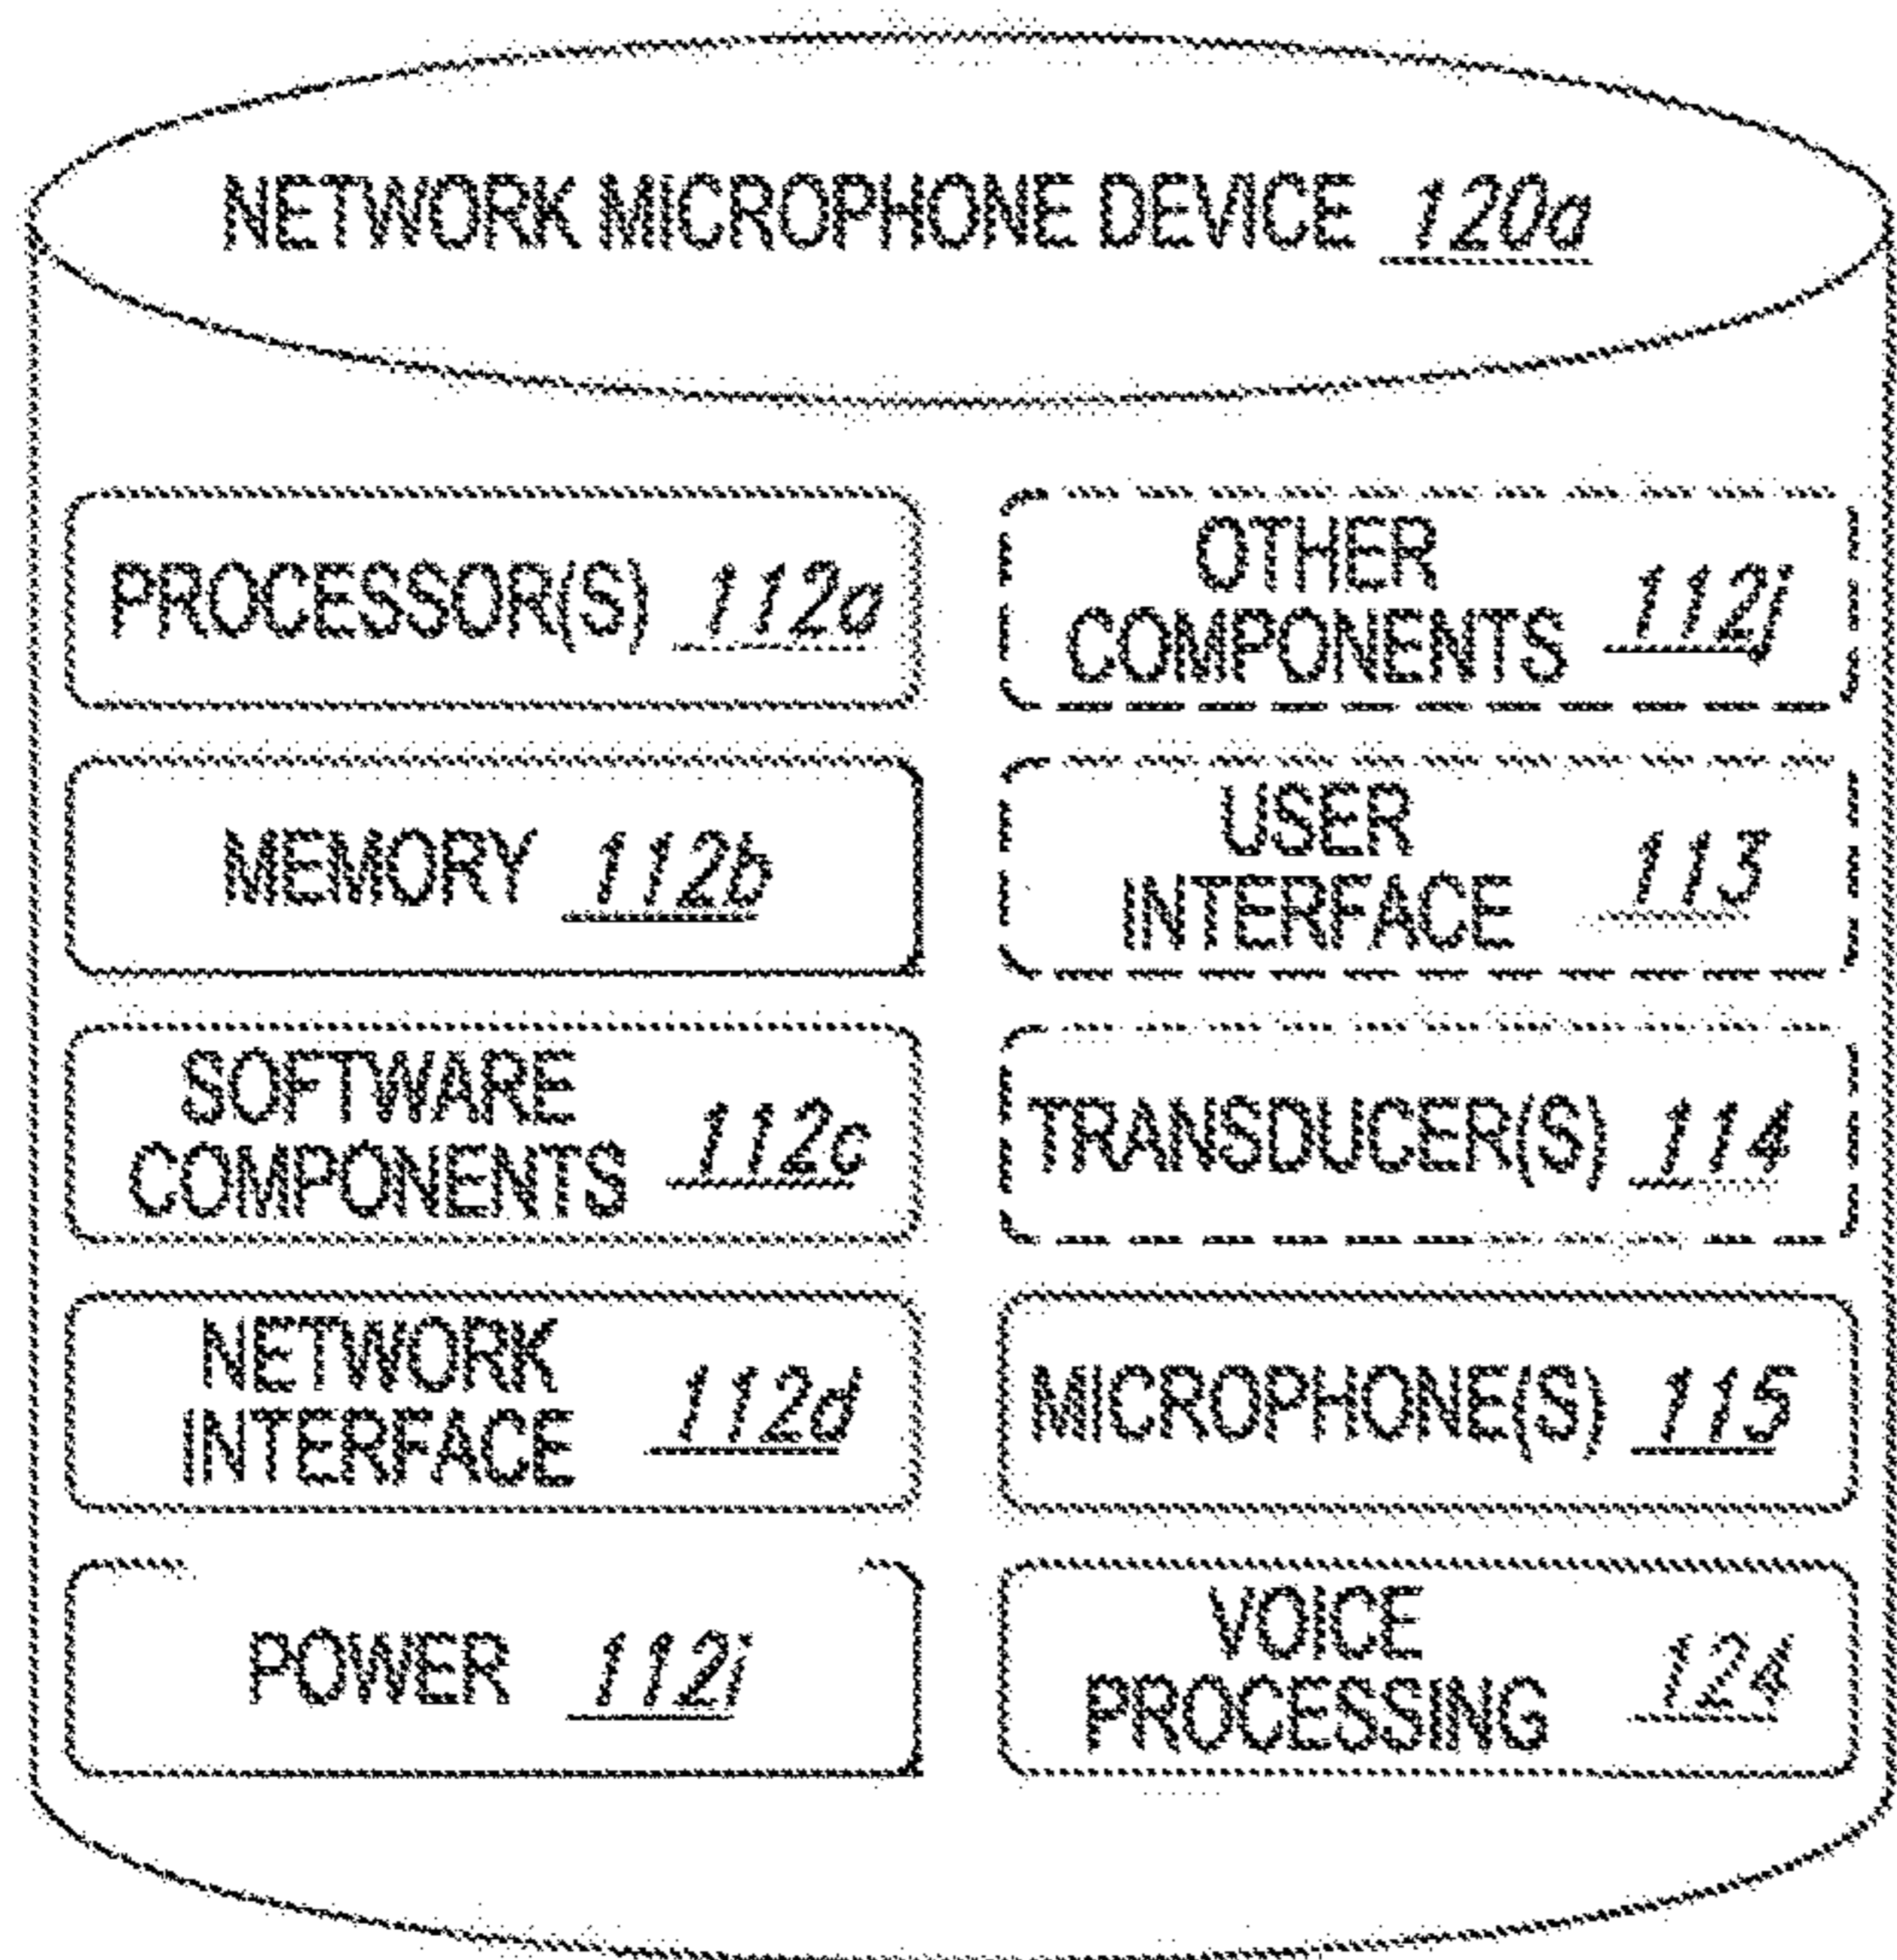 NETWORK MICROPHONE DEVICE 120a
PROCESSOR(S) 112a
MEMORY 112b
SOFTWARE
COMPONENTS 112c
NETWORK
INTERFACE 112d
POWER 112i
OTHER
COMPONENTS 112j
USER
INTERFACE 113
TRANSDUCER(S) 114
MICROPHONE(S) 115
VOICE
PROCESSING 124